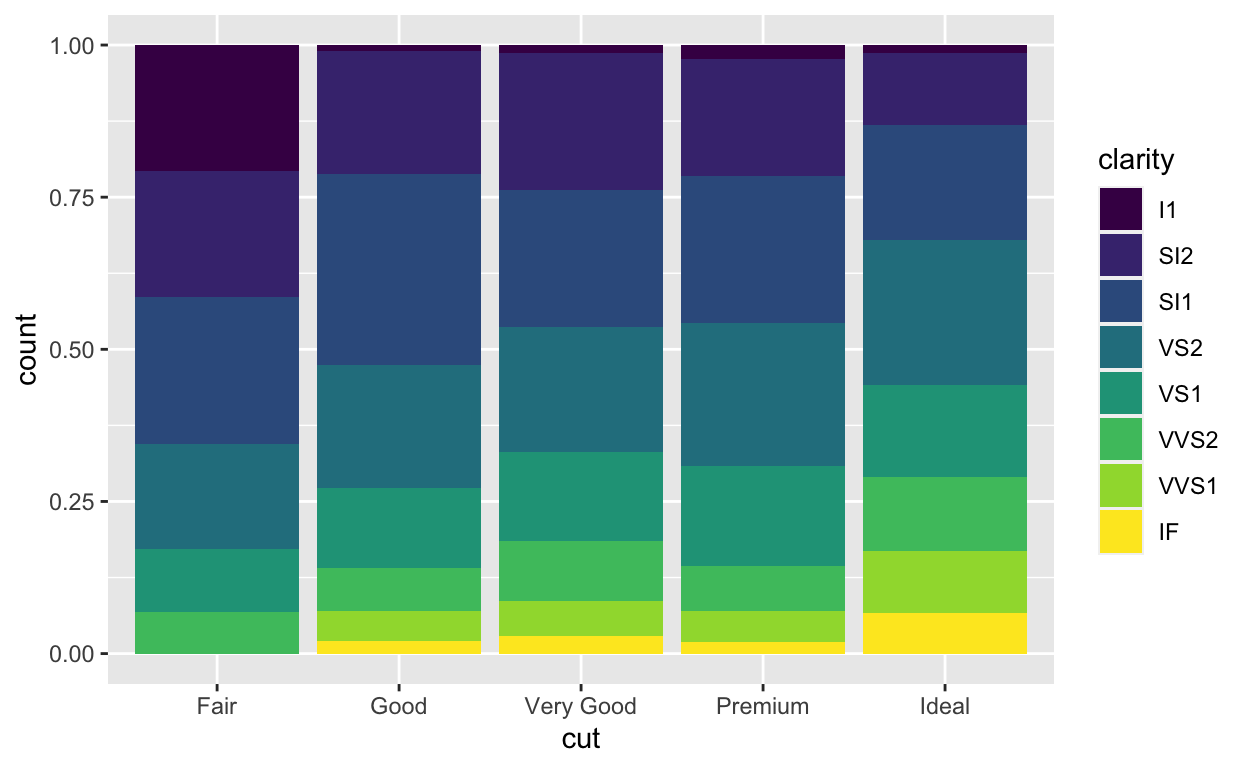 1.00
0.75
0.50
0.25
0.00
count
Fair
Good
Very Good
Premium
Ideal
cut
clarity
I1
SI2
SI1
VS2
VS1
VVS2
VVS1
IF